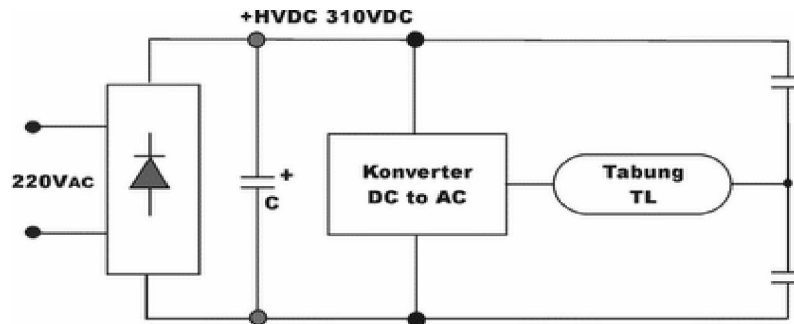 +HVDC 310VDC
220VAC
+
C
Konverter
DC to AC
Tabung
TL